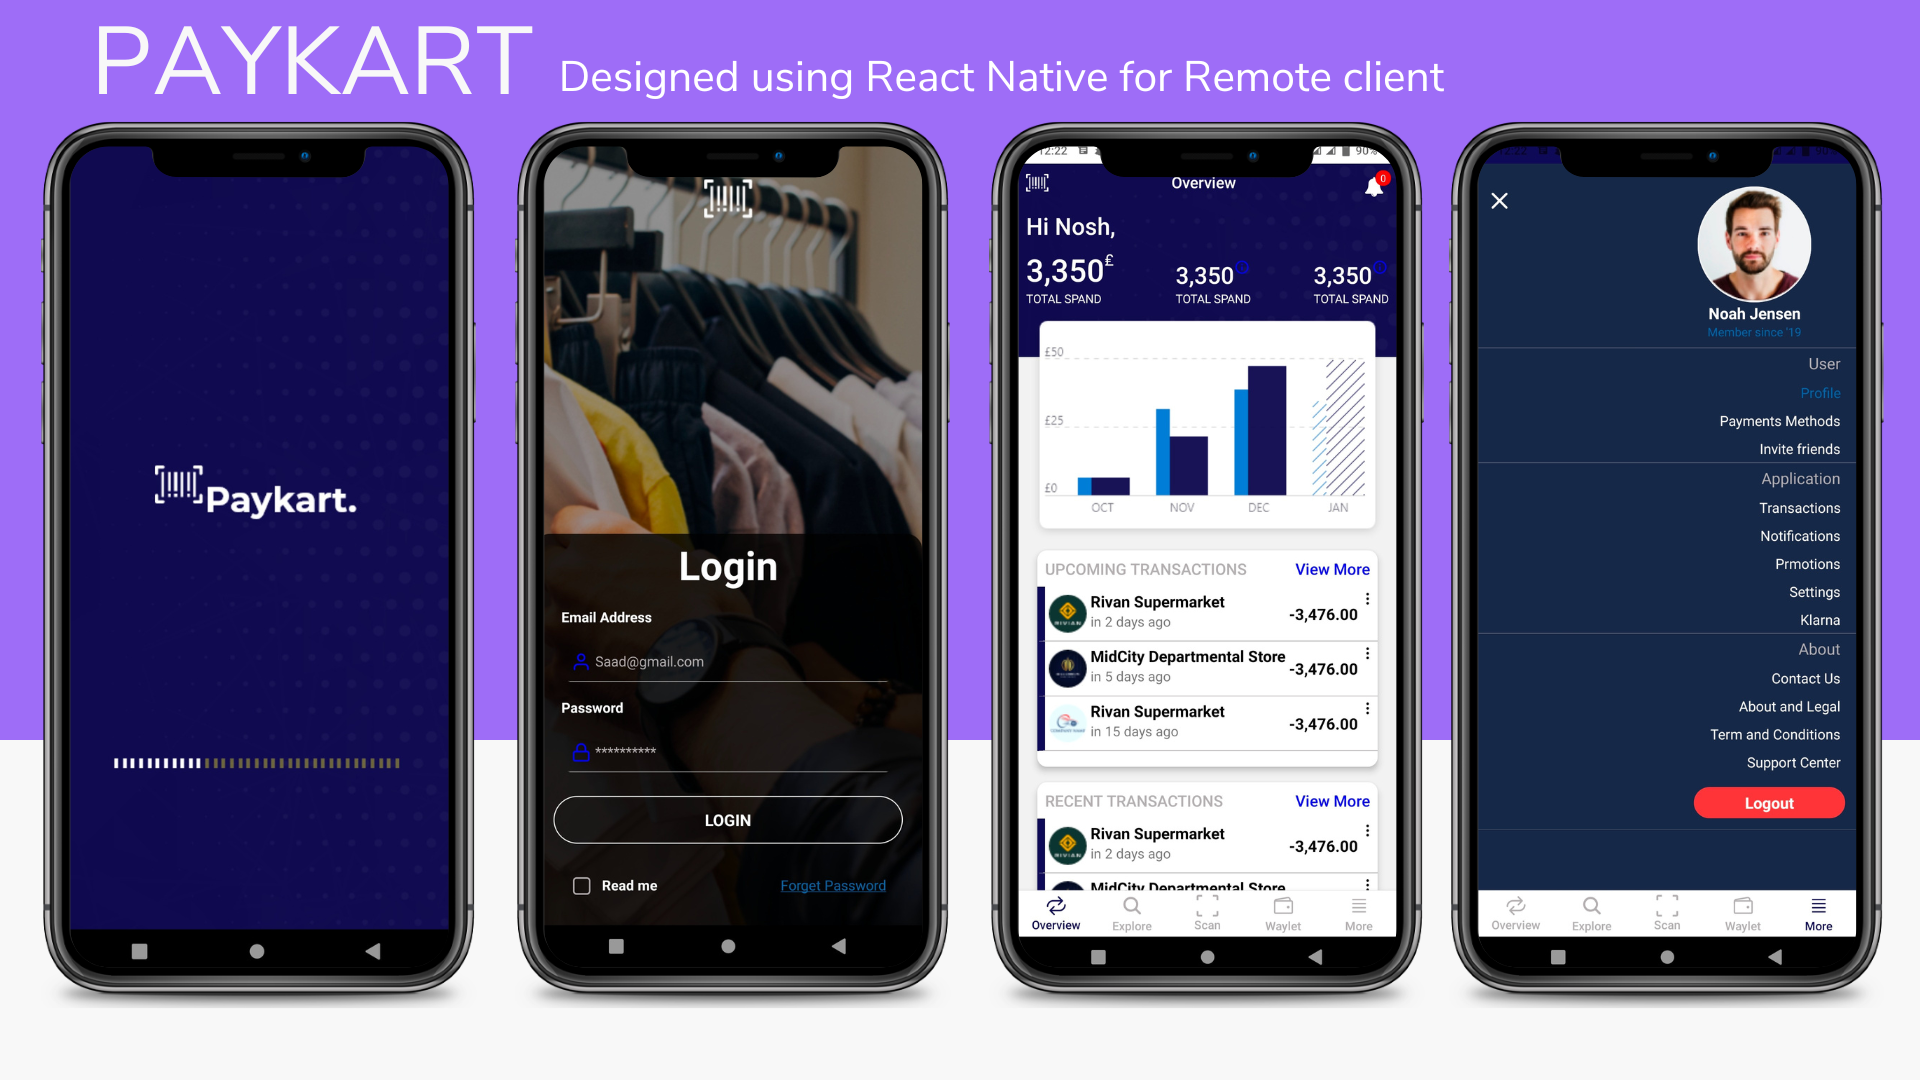 PAYKART Designed using React Native for Remote client
Paykart.
Login
Email Address
Saad@gmail.com
Password
**********
LOGIN
Read me Forget Password
12:22 90%
Overview 0
Hi Nosh,
3,350£ 3,350 3,350
TOTAL SPAND TOTAL SPAND TOTAL SPAND
£50
£25
£0
OCT NOV DEC JAN
UPCOMING TRANSACTIONS View More
RIVIAN
Rivan Supermarket
in 2 days ago
-3,476.00
MidCity Departmental Store
in 5 days ago
-3,476.00
Rivan Supermarket
in 15 days ago
-3,476.00
RECENT TRANSACTIONS View More
RIVIAN
Rivan Supermarket
in 2 days ago
-3,476.00
MidCity Departmental Store
Overview Explore Scan Waylet More
12:22
Noah Jensen
Member since '19
User
Profile
Payments Methods
Invite friends
Application
Transactions
Notifications
Prmotions
Settings
Klarna
About
Contact Us
About and Legal
Term and Conditions
Support Center
Logout
Overview Explore Scan Waylet More